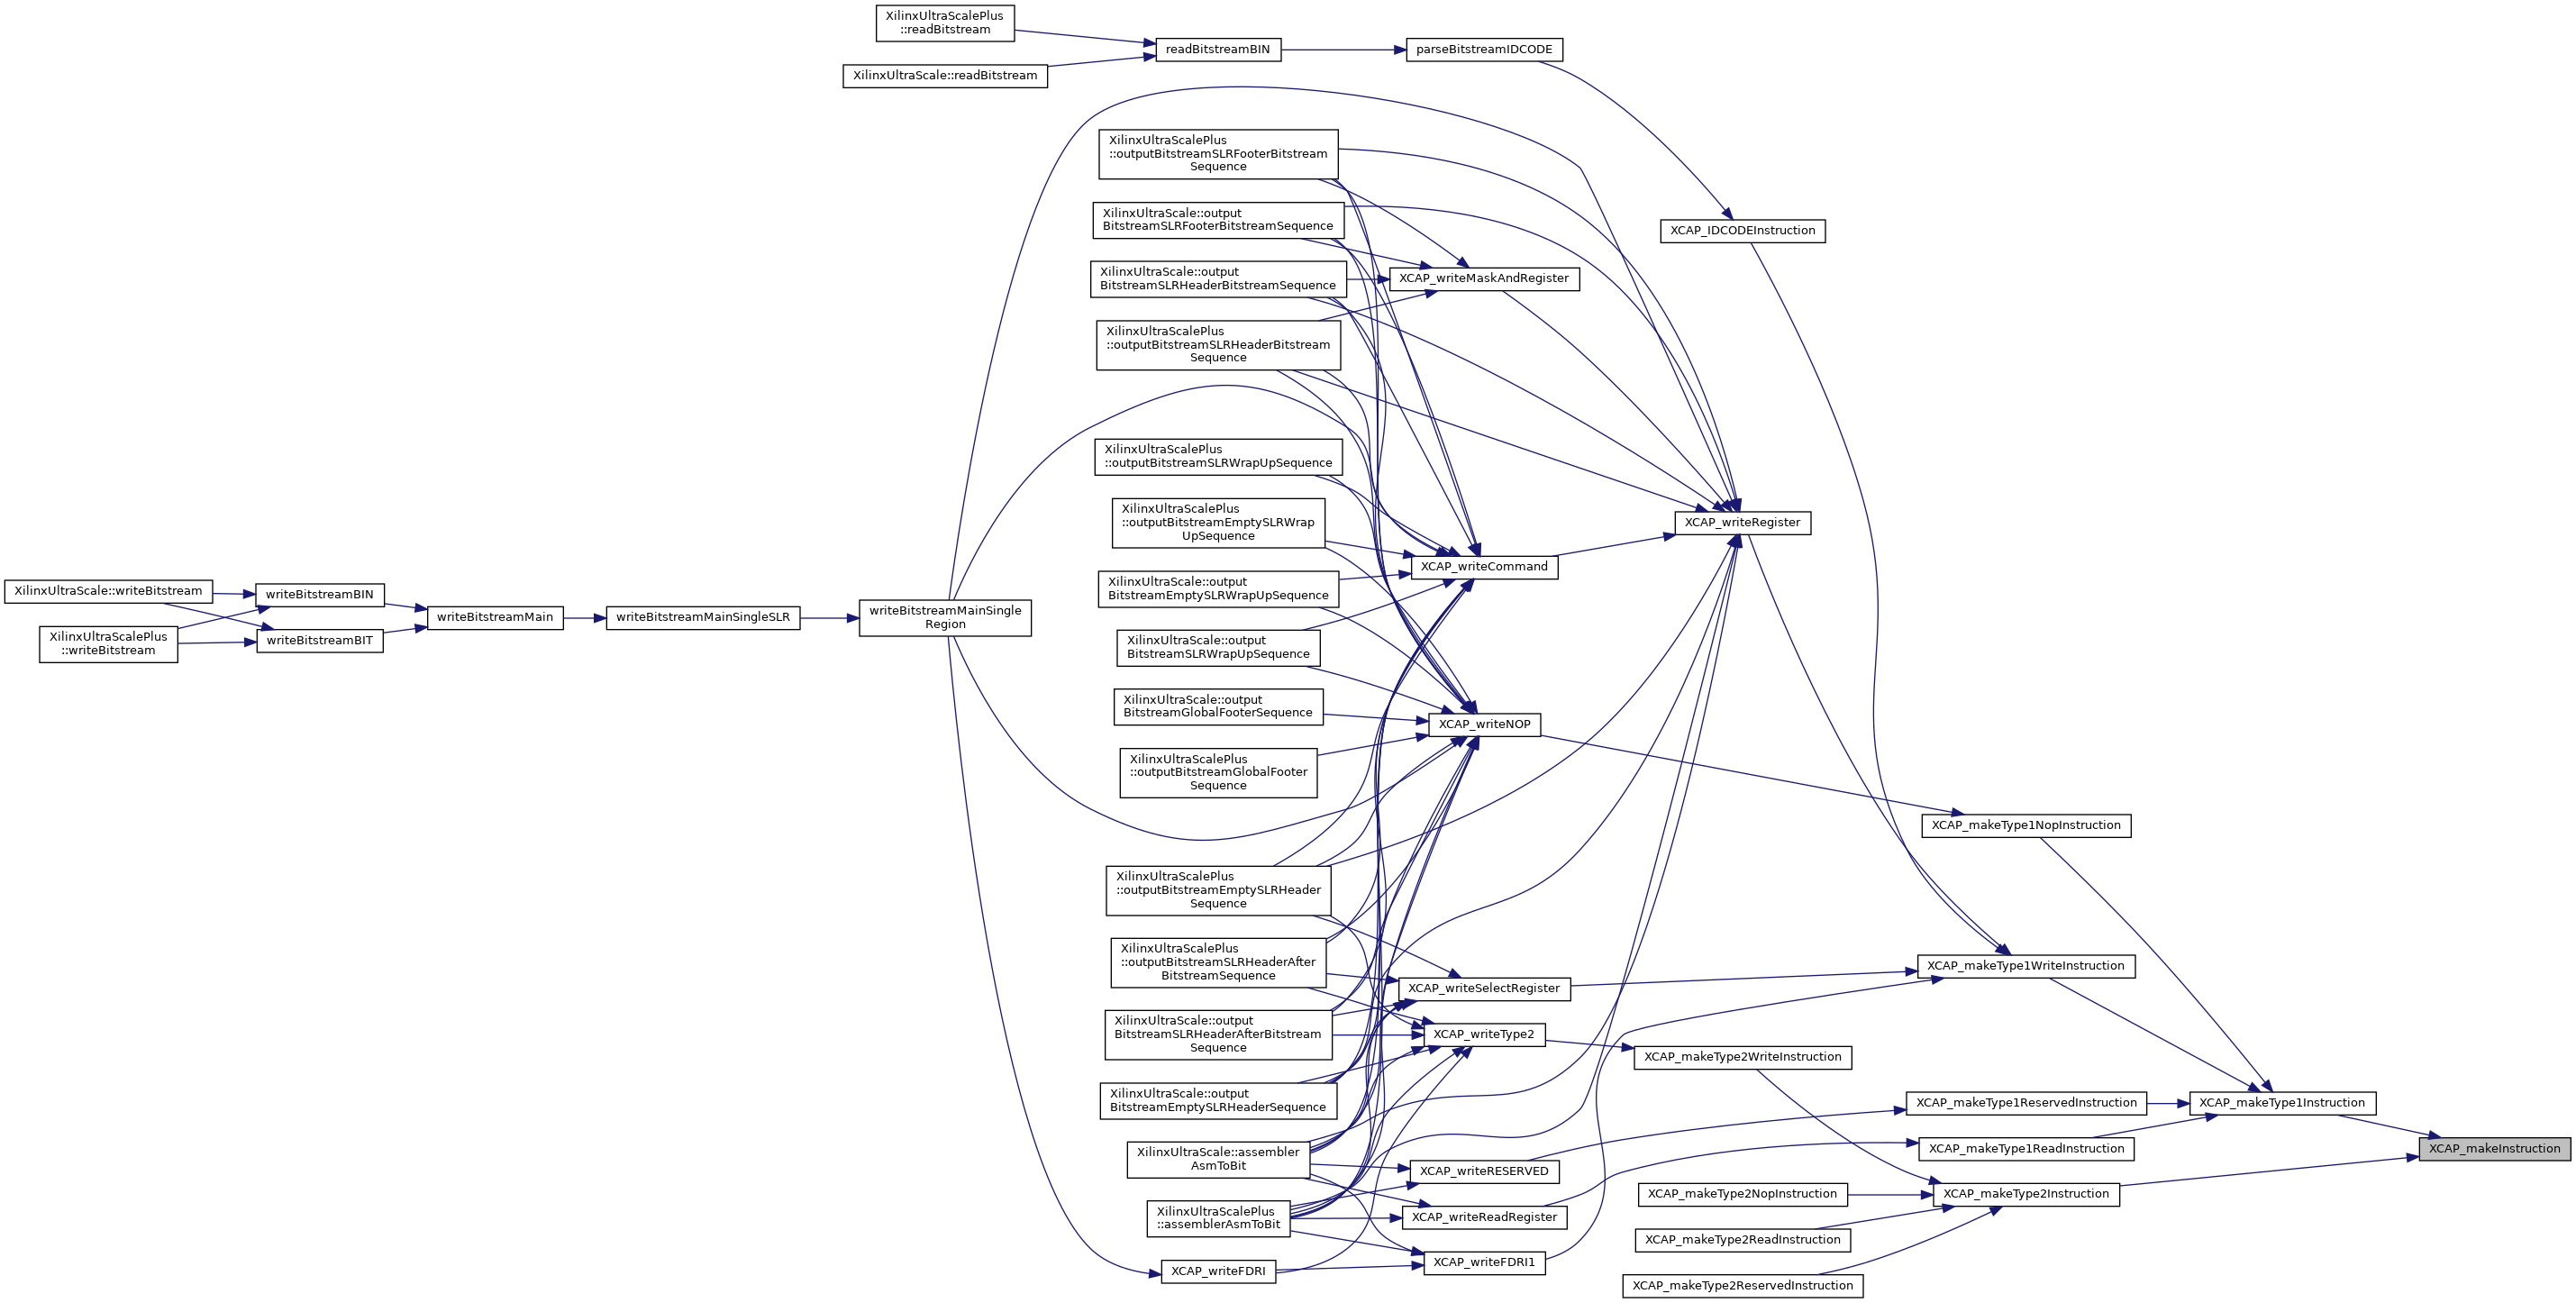 XilinxUltraScalePlus
::readBitstream
XilinxUltraScale::readBitstream
readBitstreamBIN
parseBitstreamIDCODE
XilinxUltraScalePlus
::outputBitstreamSLRFooterBitstream
Sequence
XilinxUltraScale::output
BitstreamSLRFooterBitstreamSequence
XCAP_IDCODEInstruction
XilinxUltraScale::output
BitstreamSLRHeaderBitstreamSequence
XCAP_writeMaskAndRegister
XilinxUltraScalePlus
::outputBitstreamSLRHeaderBitstream
Sequence
XilinxUltraScalePlus
::outputBitstreamSLRWrapUpSequence
XilinxUltraScalePlus
::outputBitstreamEmptySLRWrap
UpSequence
XCAP_writeRegister
XCAP_writeCommand
XilinxUltraScale::output
BitstreamEmptySLRWrapUpSequence
XilinxUltraScale::writeBitstream
XilinxUltraScalePlus
::writeBitstream
writeBitstreamBIN
writeBitstreamBIT
writeBitstreamMain
writeBitstreamMainSingleSLR
writeBitstreamMainSingle
Region
XilinxUltraScale::output
BitstreamSLRWrapUpSequence
XilinxUltraScale::output
BitstreamGlobalFooterSequence
XCAP_writeNOP
XilinxUltraScalePlus
::outputBitstreamGlobalFooter
Sequence
XCAP_makeType1NopInstruction
XilinxUltraScalePlus
::outputBitstreamEmptySLRHeader
Sequence
XilinxUltraScalePlus
::outputBitstreamSLRHeaderAfter
BitstreamSequence
XCAP_writeSelectRegister
XCAP_makeType1WriteInstruction
XilinxUltraScale::output
BitstreamSLRHeaderAfterBitstream
Sequence
XCAP_writeType2
XCAP_makeType2WriteInstruction
XilinxUltraScale::output
BitstreamEmptySLRHeaderSequence
XCAP_makeType1ReservedInstruction
XCAP_makeType1Instruction
XilinxUltraScale::assembler
AsmToBit
XCAP_writeRESERVED
XCAP_makeType1ReadInstruction
XCAP_makeInstruction
XilinxUltraScalePlus
::assemblerAsmToBit
XCAP_writeReadRegister
XCAP_makeType2NopInstruction
XCAP_makeType2Instruction
XCAP_makeType2ReadInstruction
XCAP_writeFDRI
XCAP_writeFDRI1
XCAP_makeType2ReservedInstruction